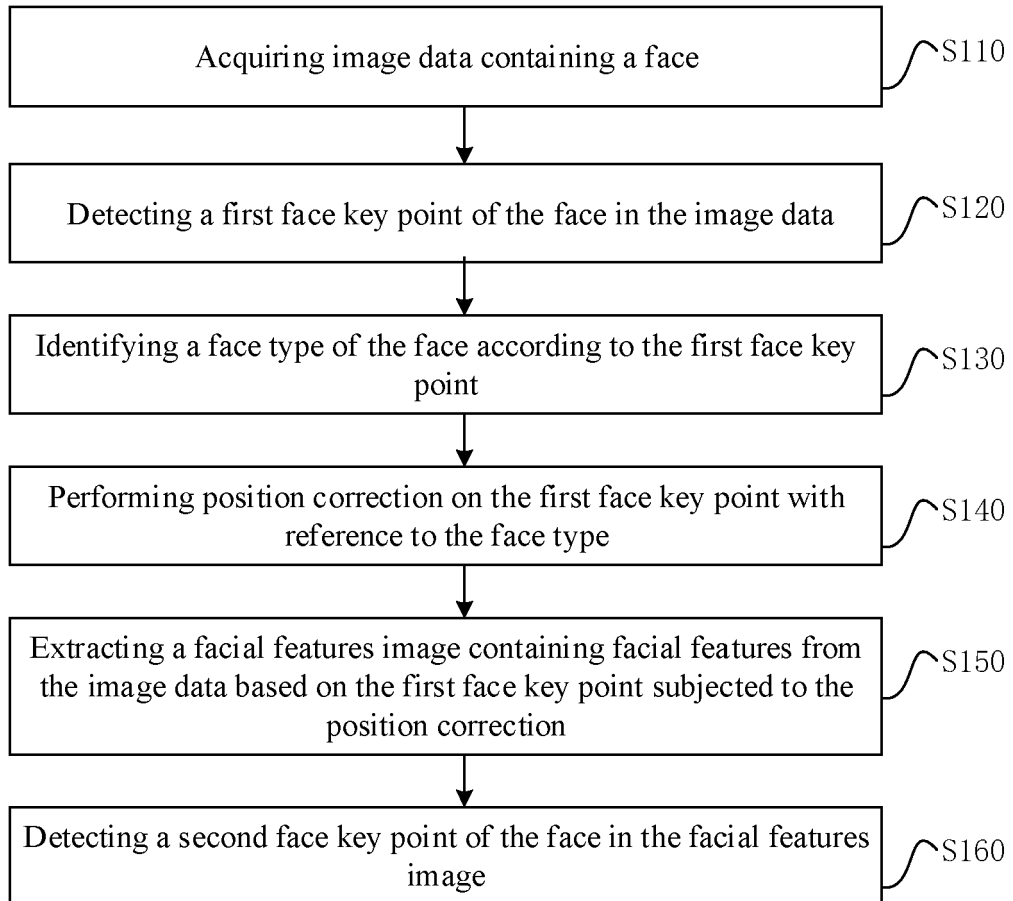 Acquiring image data containing a face
S110
Detecting a first face key point of the face in the image data
S120
Identifying a face type of the face according to the first face key
point
S130
Performing position correction on the first face key point with
reference to the face type
S140
Extracting a facial features image containing facial features from
the image data based on the first face key point subjected to the
position correction
S150
Detecting a second face key point of the face in the facial features
image
S160